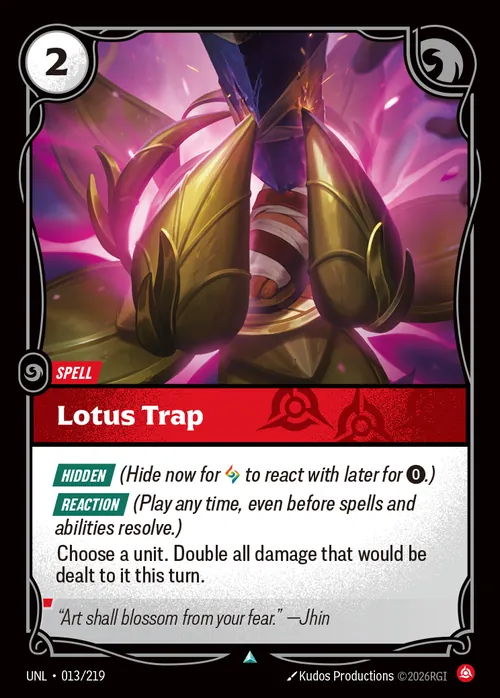 2
SPELL
Lotus Trap
HIDDEN (Hide now for to react with later for 0.)
REACTION (Play any time, even before spells and
abilities resolve.)
Choose a unit. Double all damage that would be
dealt to it this turn.
“Art shall blossom from your fear.” —Jhin
UNL • 013/219
Kudos Productions ©2026RGI